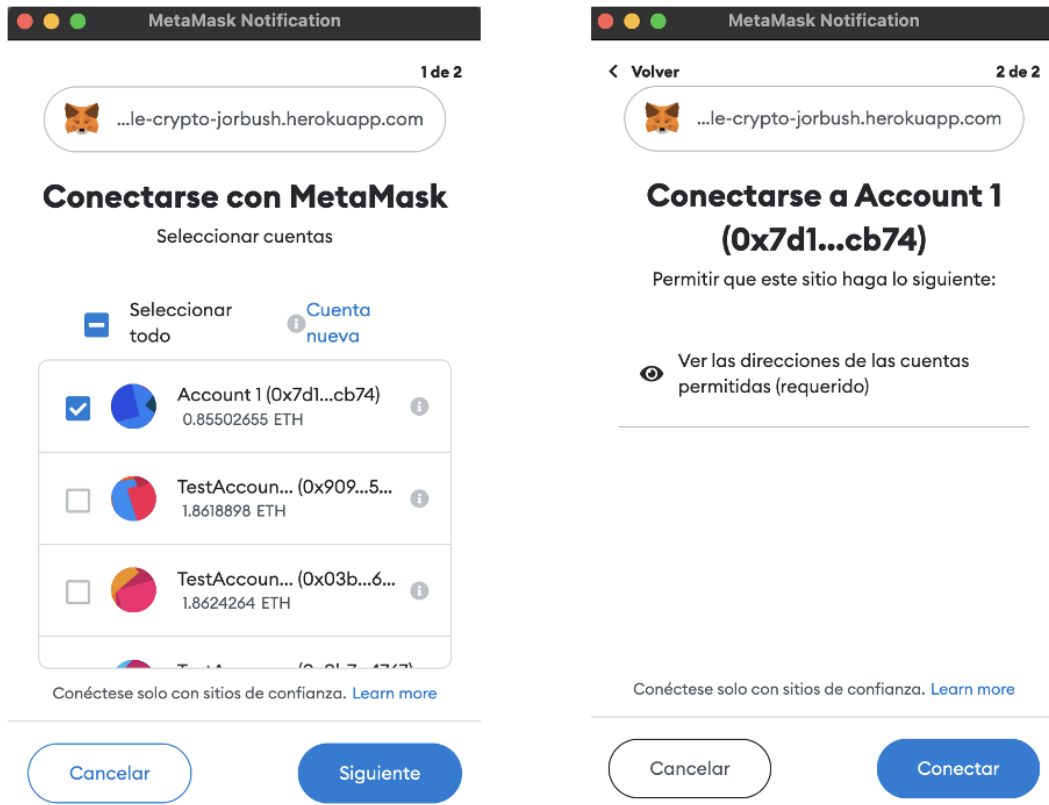 MetaMask Notification
1 de 2
...le-crypto-jorbush.herokuapp.com
Conectarse con MetaMask
Seleccionar cuentas
Seleccionar
todo
Cuenta
nueva
Account 1 (0x7d1...cb74)
0.85502655 ETH
TestAccoun... (0x909...5...
1.8618898 ETH
TestAccoun... (0x03b...6...
1.8624264 ETH
Conéctese solo con sitios de confianza. Learn more
Cancelar
Siguiente
MetaMask Notification
Volver
2 de 2
...le-crypto-jorbush.herokuapp.com
Conectarse a Account 1
(0x7d1...cb74)
Permitir que este sitio haga lo siguiente:
Ver las direcciones de las cuentas
permitidas (requerido)
Conéctese solo con sitios de confianza. Learn more
Cancelar
Conectar